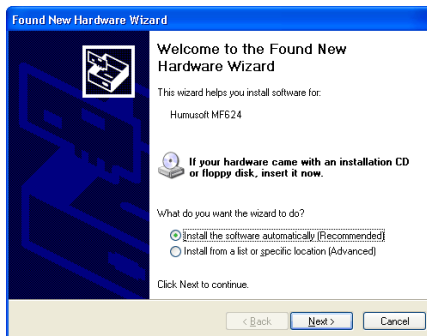 Found New Hardware Wizard
Welcome to the Found New
Hardware Wizard
This wizard helps you install software for:
Humusoft MF624
If your hardware came with an installation CD
or floppy disk, insert it now.
What do you want the wizard to do?
Install the software automatically (Recommended)
Install from a list or specific location (Advanced)
Click Next to continue.
< Back Next > Cancel